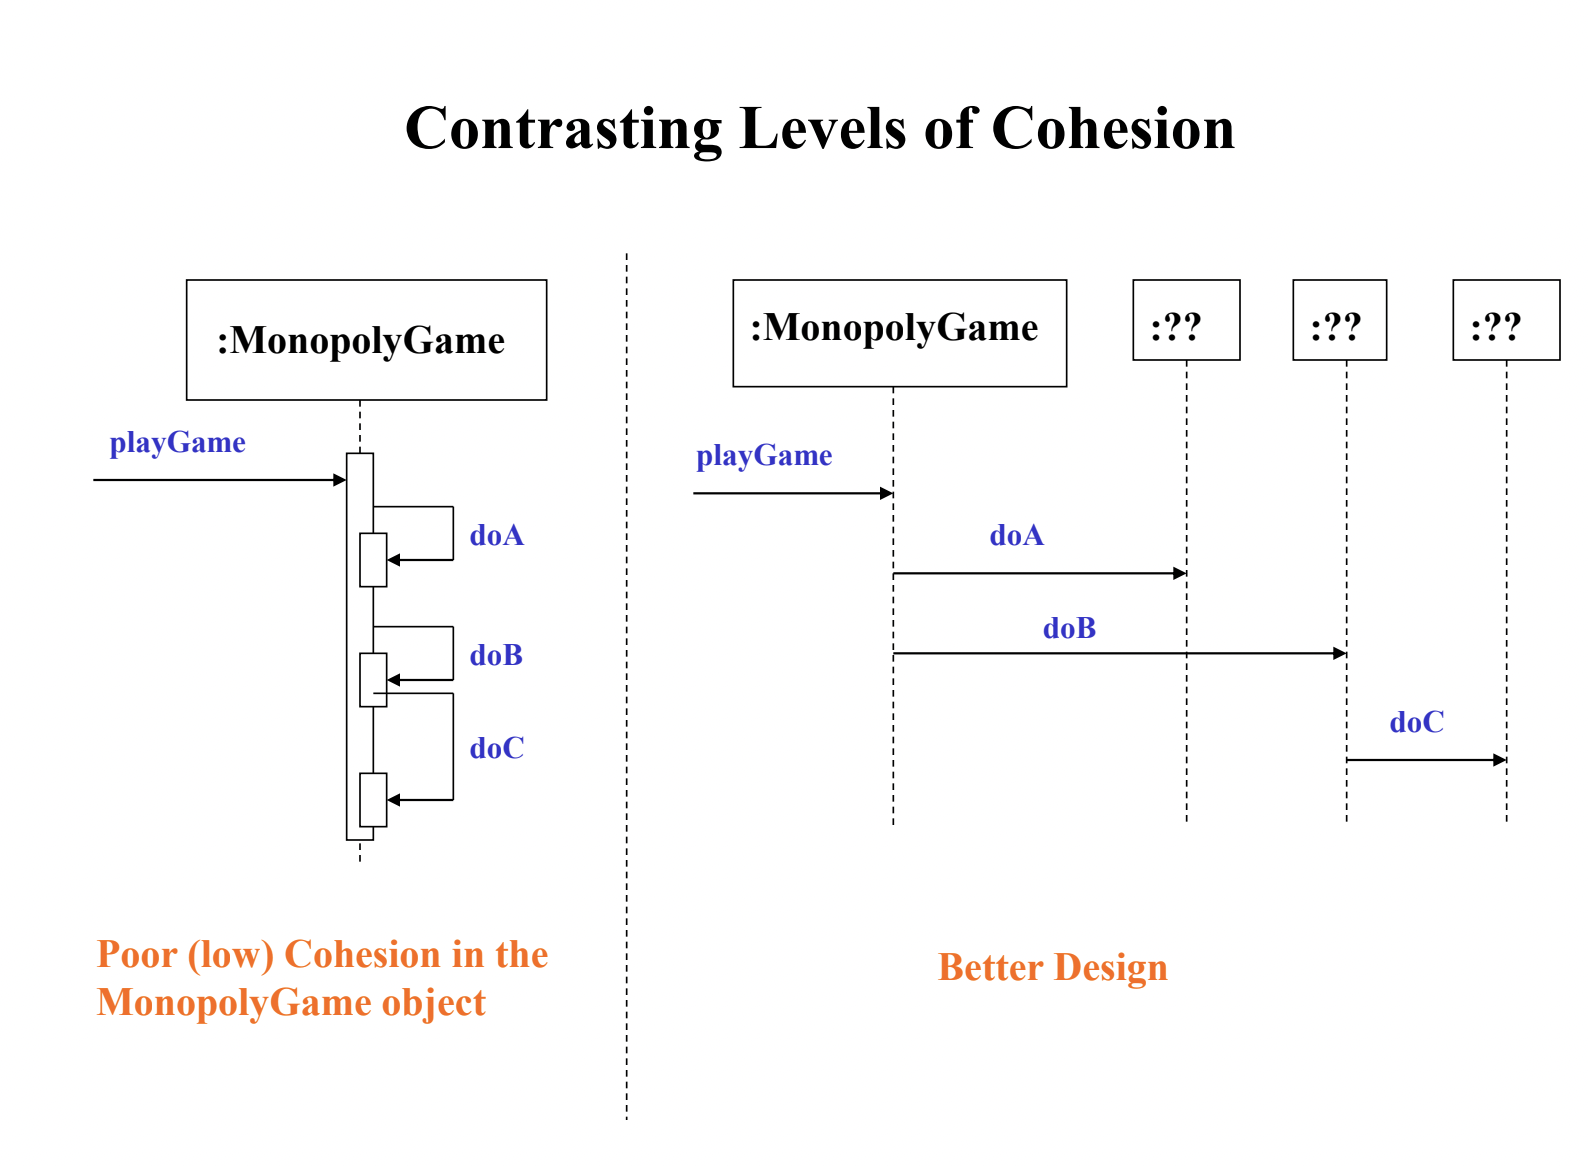 Contrasting Levels of Cohesion
:MonopolyGame
playGame
doA
doB
doC
Poor (low) Cohesion in the
MonopolyGame object
:MonopolyGame
:??
:??
:??
playGame
doA
doB
doC
Better Design